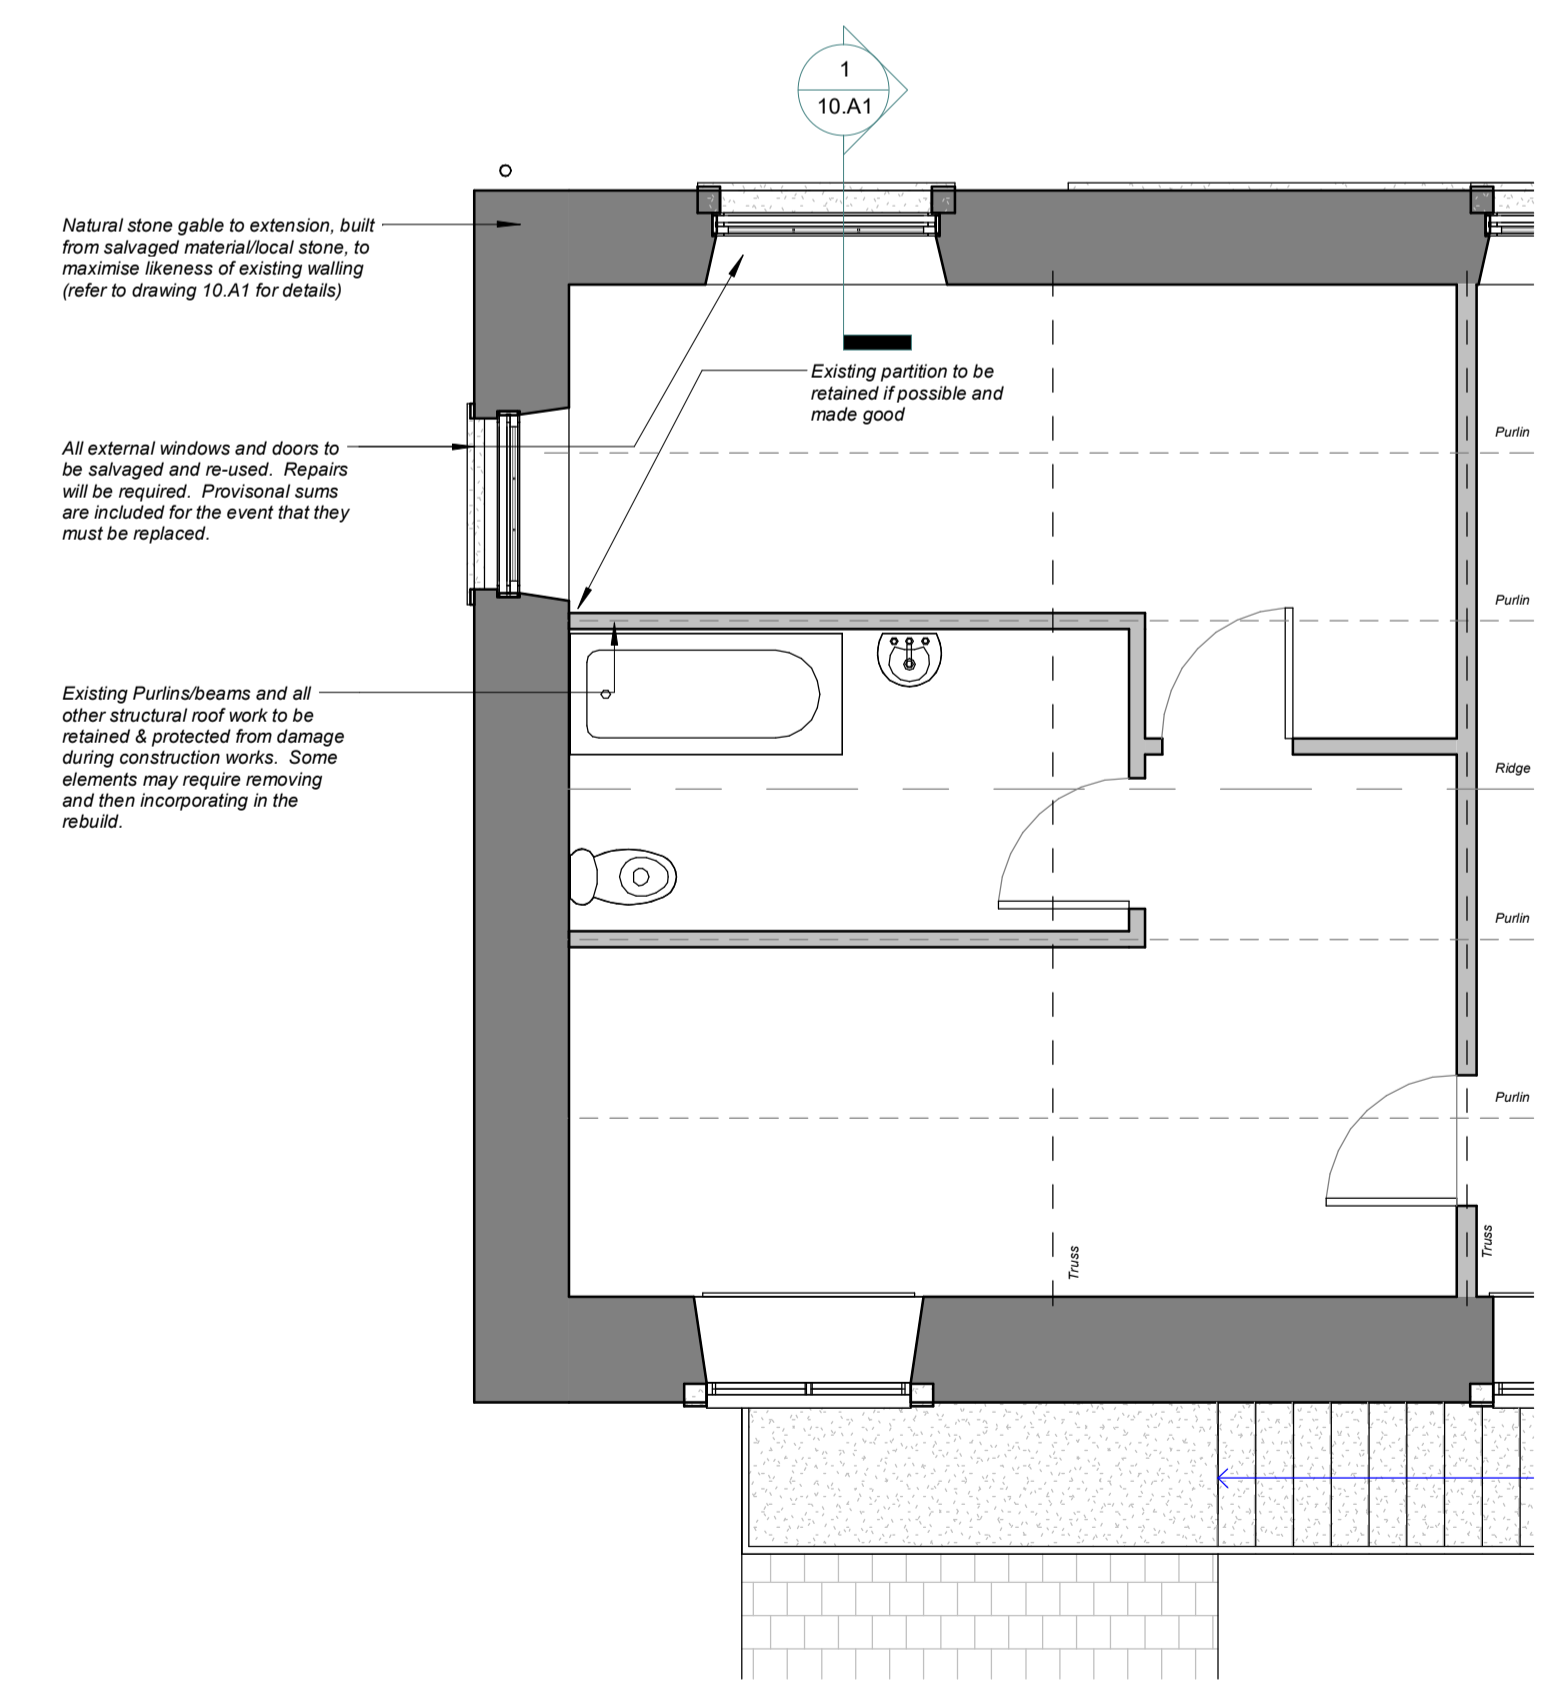 1
10.A1
Natural stone gable to extension, built
from salvaged material/local stone, to
maximise likeness of existing walling
(refer to drawing 10.A1 for details)
Existing partition to be
retained if possible and
made good
All external windows and doors to
be salvaged and re-used. Repairs
will be required. Provisonal sums
are included for the event that they
must be replaced.
Purlin
Purlin
Existing Purlins/beams and all
other structural roof work to be
retained & protected from damage
during construction works. Some
elements may require removing
and then incorporating in the
rebuild.
Ridge
Purlin
Purlin
Truss
Truss